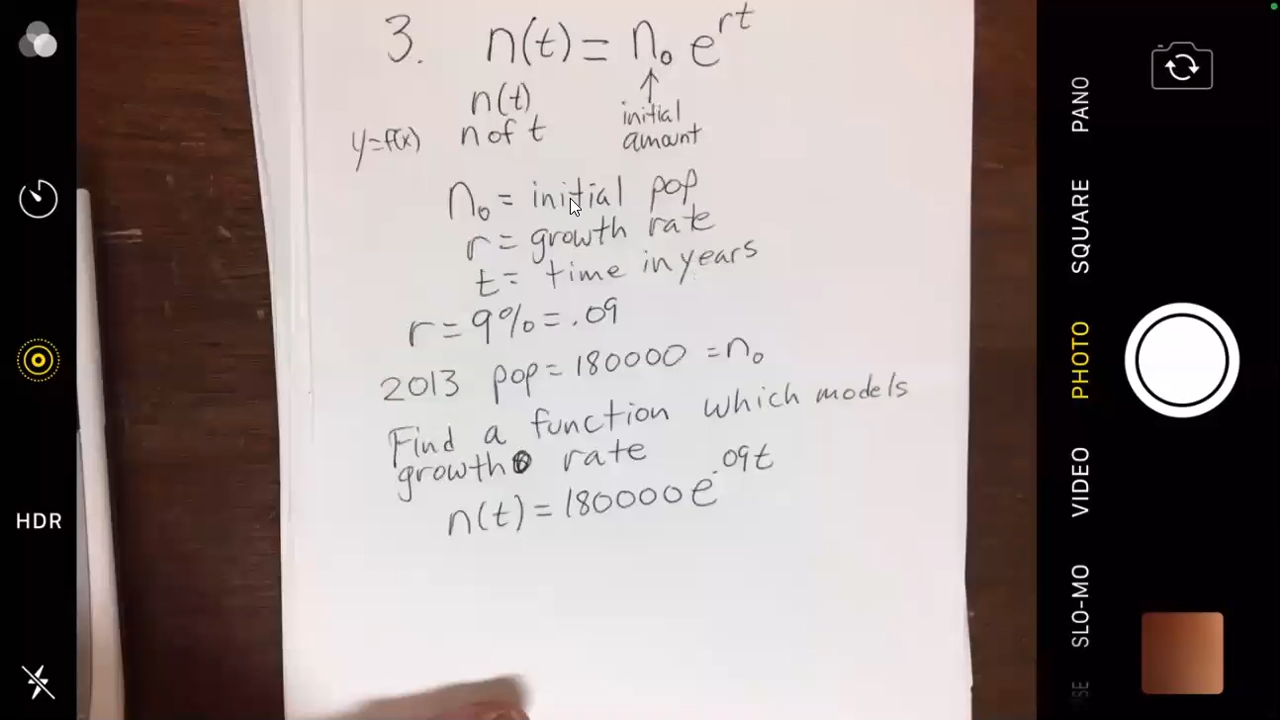 3. n(t) = n₀ e^rt
n(t)
initial
y=f(x) n of t amount
n₀ = initial pop
r = growth rate
t = time in years
r = 9% = .09
2013 pop = 180000 = n₀
Find a function which models
growth rate
n(t) = 180000 e^.09t
HDR
PANO
SQUARE
PHOTO
VIDEO
SLO-MO
SE